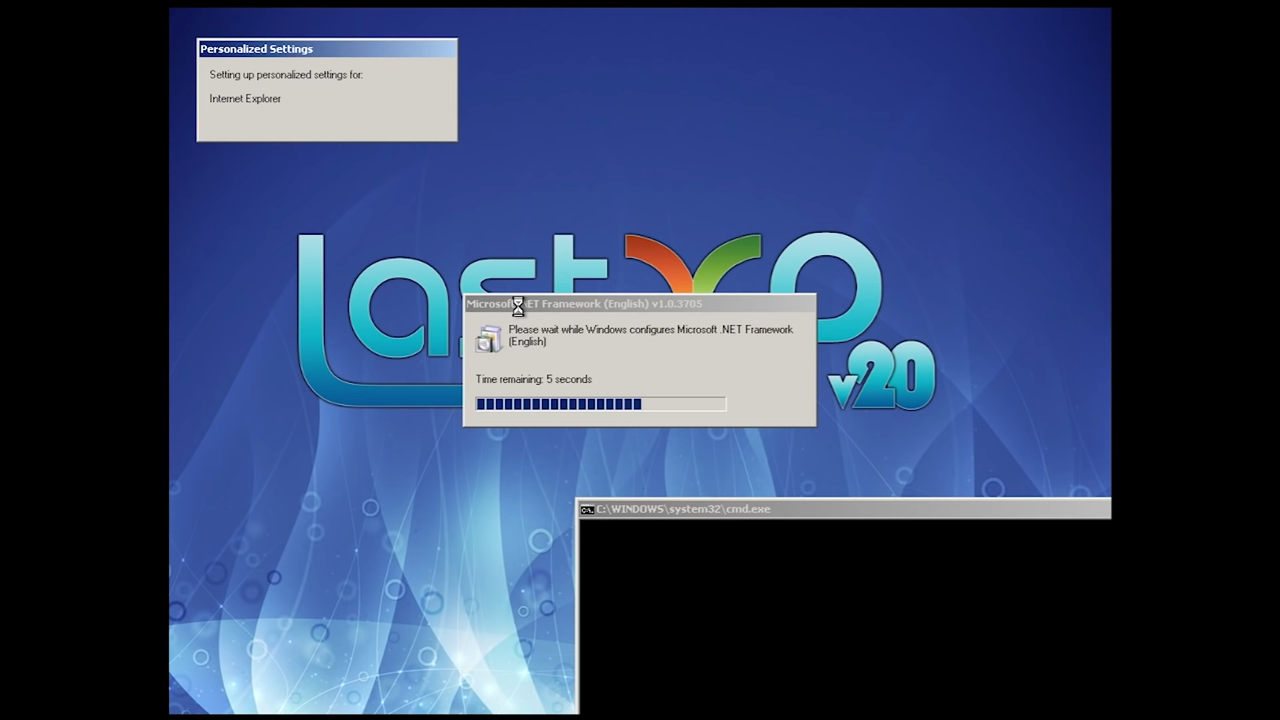 Personalized Settings
Setting up personalized settings for:
Internet Explorer
LastXP
v20
Microsoft .NET Framework (English) v1.0.3705
Please wait while Windows configures Microsoft .NET Framework
(English)
Time remaining: 5 seconds
C:\WINDOWS\system32\cmd.exe